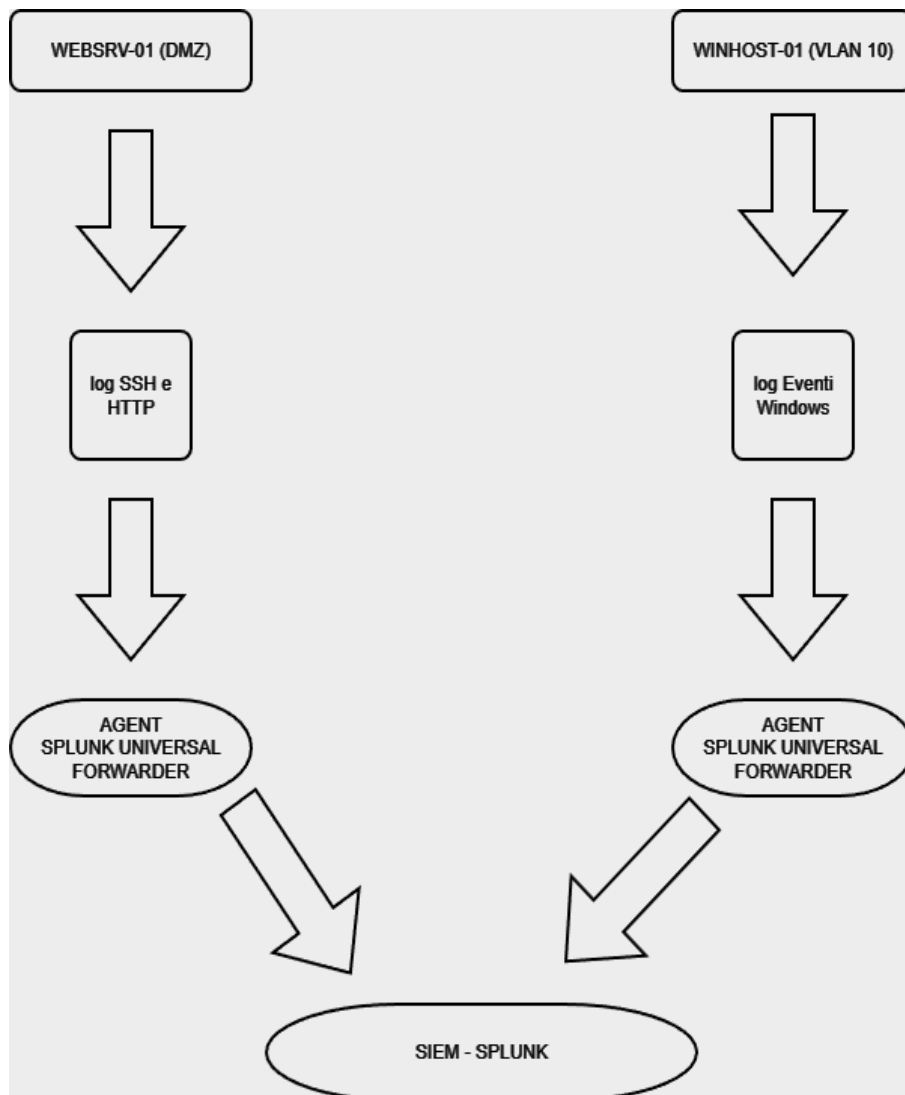 WEBSRV-01 (DMZ)
WINHOST-01 (VLAN 10)
log SSH e
HTTP
log Eventi
Windows
AGENT
SPLUNK UNIVERSAL
FORWARDER
AGENT
SPLUNK UNIVERSAL
FORWARDER
SIEM - SPLUNK